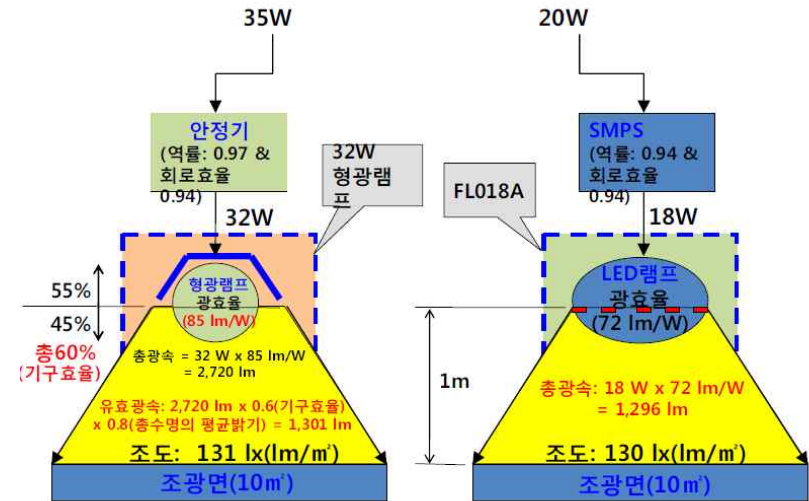 35W
안정기
(역률: 0.97 &
회로효율
0.94)
32W
32W
형광램
프
55%
45%
총60%
(기구효율)
형광램프
광효율
(85 lm/W)
총광속 = 32 W x 85 lm/W
= 2,720 lm
유효광속: 2,720 lm x 0.6(기구효율)
x 0.8(총수명의 평균밝기) = 1,301 lm
조도: 131 lx(lm/㎡)
조광면(10㎡)
20W
SMPS
(역률: 0.94 &
회로효율
0.94)
18W
FL018A
LED램프
광효율
(72 lm/W)
1m
총광속: 18 W x 72 lm/W
= 1,296 lm
조도: 130 lx(lm/㎡)
조광면(10㎡)